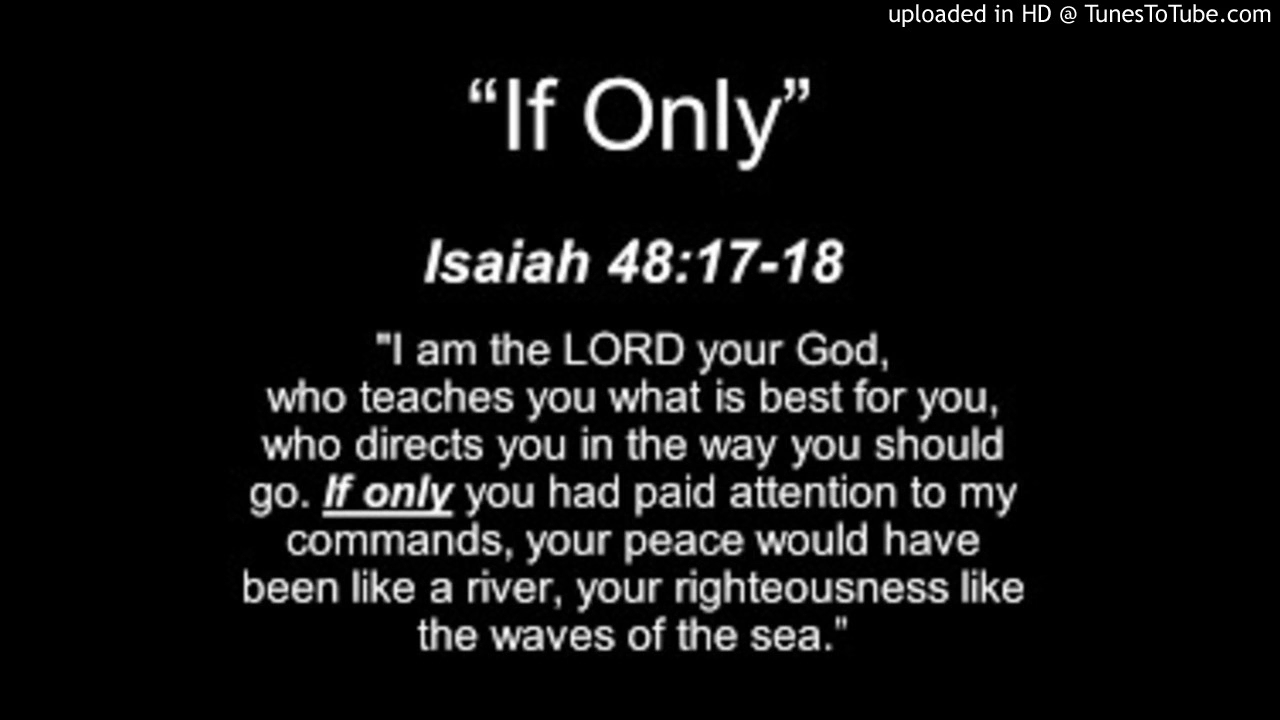 uploaded in HD @ TunesToTube.com
“If Only”
Isaiah 48:17-18
"I am the LORD your God,
who teaches you what is best for you,
who directs you in the way you should
go. If only you had paid attention to my
commands, your peace would have
been like a river, your righteousness like
the waves of the sea."